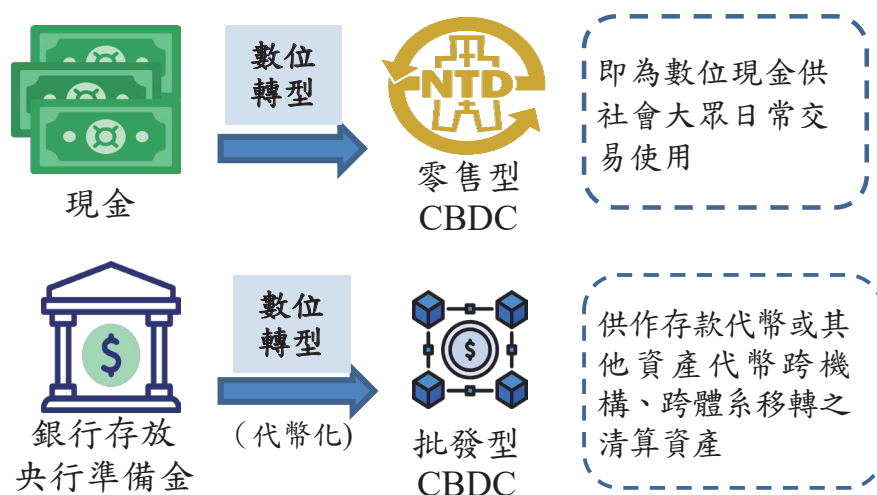 數位
轉型
NTD
現金
零售型
CBDC
即為數位現金供
社會大眾日常交
易使用
$
銀行存放
央行準備金
數位
轉型
（代幣化)
$
批發型
CBDC
供作存款代幣或其
他資產代幣跨機
構、跨體系移轉之
清算資產